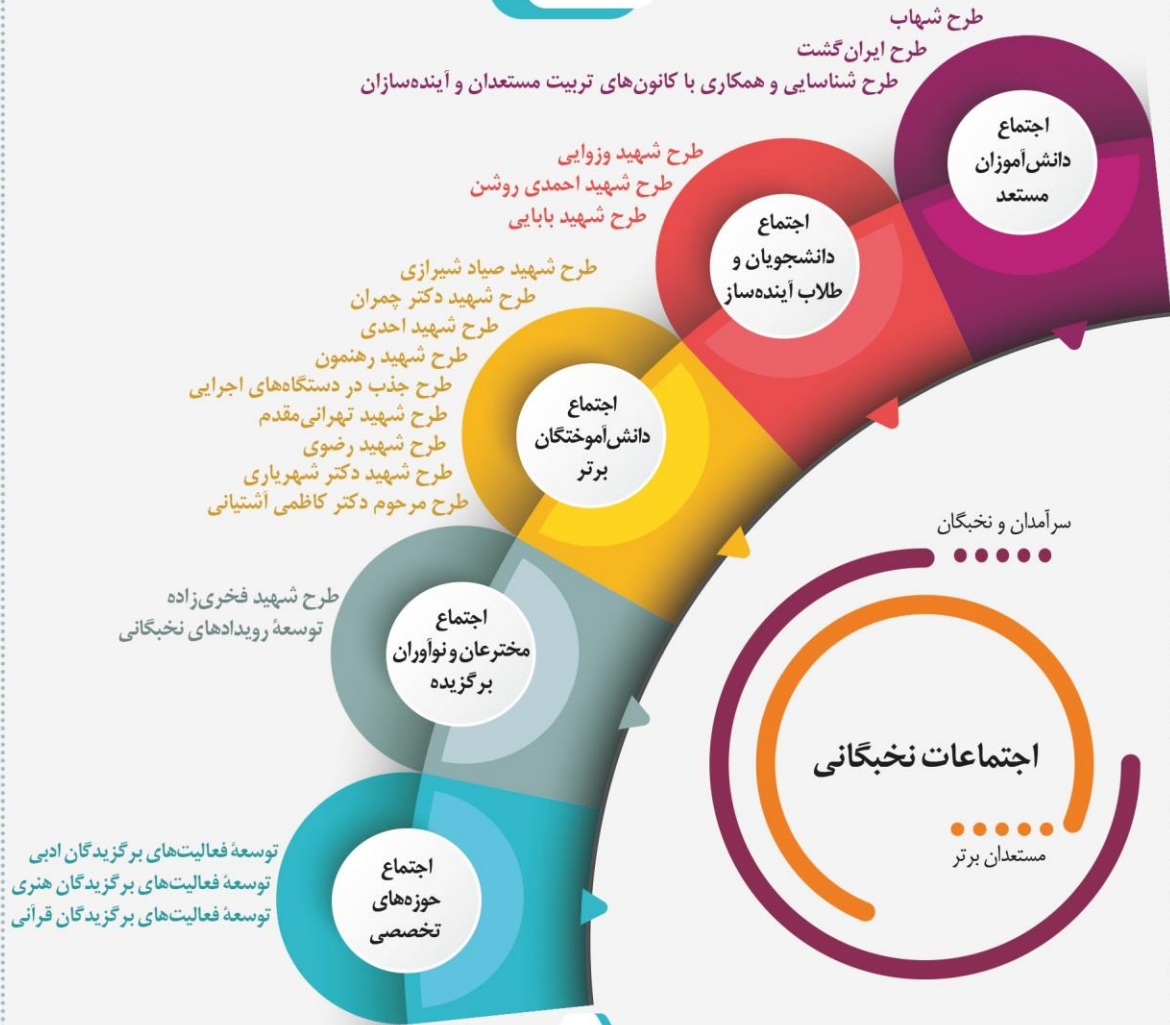 طرح شهاب
طرح ایران‌گشت
طرح شناسایی و همکاری با کانون‌های تربیت مستعدان و آینده‌سازان
اجتماع
دانش‌آموزان
مستعد
طرح شهید وزوایی
طرح شهید احمدی روشن
طرح شهید بابایی
اجتماع
دانشجویان و
طلاب آینده‌ساز
طرح شهید صیاد شیرازی
طرح شهید دکتر چمران
طرح شهید احدی
طرح شهید رهنمون
طرح جذب در دستگاه‌های اجرایی
طرح شهید تهرانی‌مقدم
طرح شهید رضوی
طرح شهید دکتر شهریاری
طرح مرحوم دکتر کاظمی آشتیانی
اجتماع
دانش‌آموختگان
برتر
طرح شهید فخری‌زاده
توسعهٔ رویدادهای نخبگانی
اجتماع
مخترعان و نوآوران
برگزیده
توسعهٔ فعالیت‌های برگزیدگان ادبی
توسعهٔ فعالیت‌های برگزیدگان هنری
توسعهٔ فعالیت‌های برگزیدگان قرآنی
اجتماع
حوزه‌های
تخصصی
سرآمدان و نخبگان
اجتماعات نخبگانی
مستعدان برتر